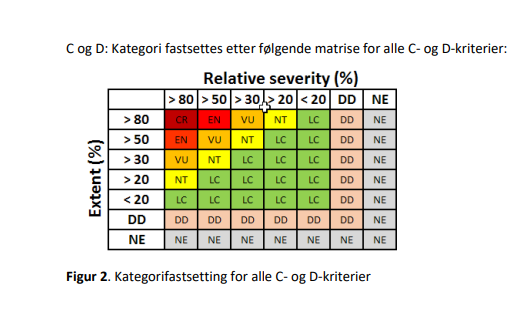 C og D: Kategori fastsettes etter følgende matrise for alle C- og D-kriterier:
Relative severity (%)
> 80 > 50 > 30 > 20 < 20 DD NE
Extent (%)
> 80 CR EN VU NT LC DD NE
> 50 EN VU NT LC LC DD NE
> 30 VU NT LC LC LC DD NE
> 20 NT LC LC LC LC DD NE
< 20 LC LC LC LC LC DD NE
DD DD DD DD DD DD DD NE
NE NE NE NE NE NE NE NE
Figur 2. Kategorifastsetting for alle C- og D-kriterier